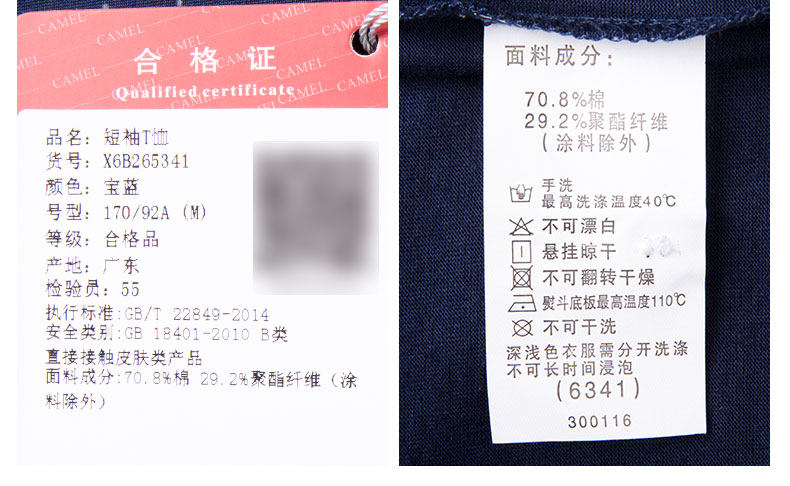 CAMEL CAMEL CAMEL
CAMEL CAMEL CAMEL
合格证
Qualified certificate
品名：短袖T恤
货号：X6B265341
颜色：宝蓝
号型：170/92A (M)
等级：合格品
产地：广东
检验员：55
执行标准:GB/T 22849-2014
安全类别:GB 18401-2010 B类
直接接触皮肤类产品
面料成分:70.8%棉 29.2%聚酯纤维（涂
料除外）
面料成分：
70.8%棉
29.2%聚酯纤维
（涂料除外）
手洗
最高洗涤温度40℃
不可漂白
悬挂晾干
不可翻转干燥
熨斗底板最高温度110℃
不可干洗
深浅色衣服需分开洗涤
不可长时间浸泡
(6341)
300116